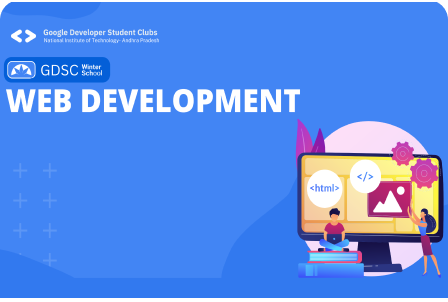 Google Developer Student Clubs
National Institute of Technology- Andhra Pradesh
GDSC Winter
School
WEB DEVELOPMENT
</>
<html>